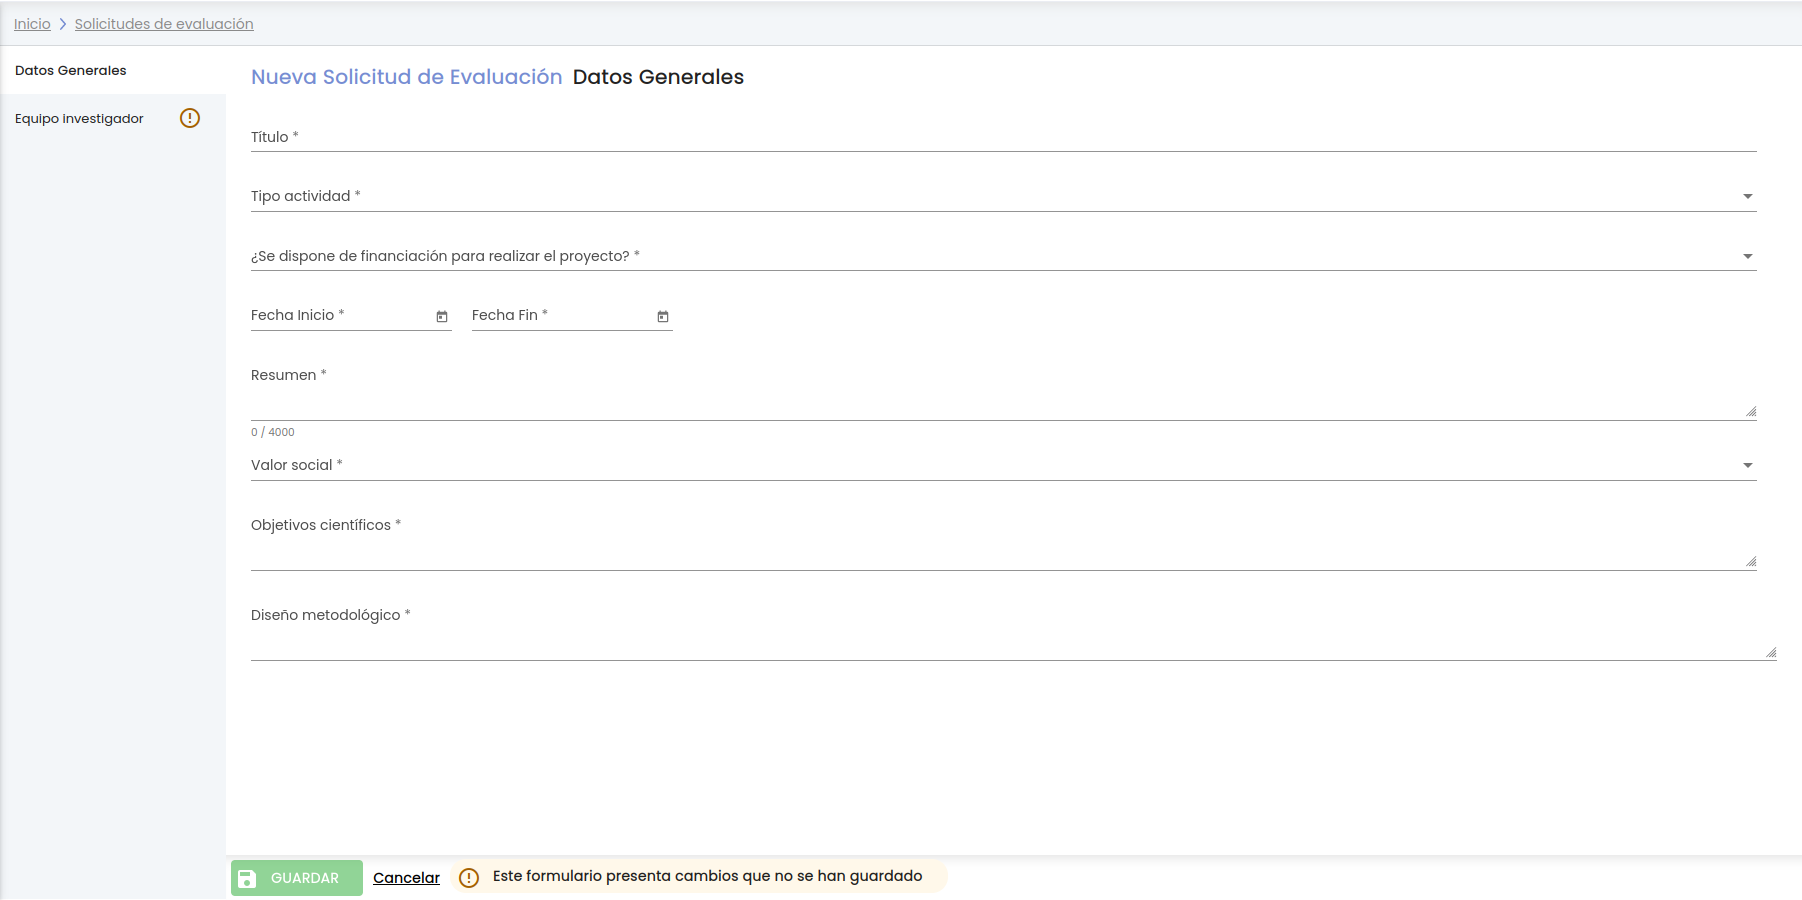 Inicio > Solicitudes de evaluación
Datos Generales
Equipo investigador
Nueva Solicitud de Evaluación Datos Generales
Título *
Tipo actividad *
¿Se dispone de financiación para realizar el proyecto? *
Fecha Inicio * Fecha Fin *
Resumen *
0 / 4000
Valor social *
Objetivos científicos *
Diseño metodológico *
GUARDAR Cancelar Este formulario presenta cambios que no se han guardado